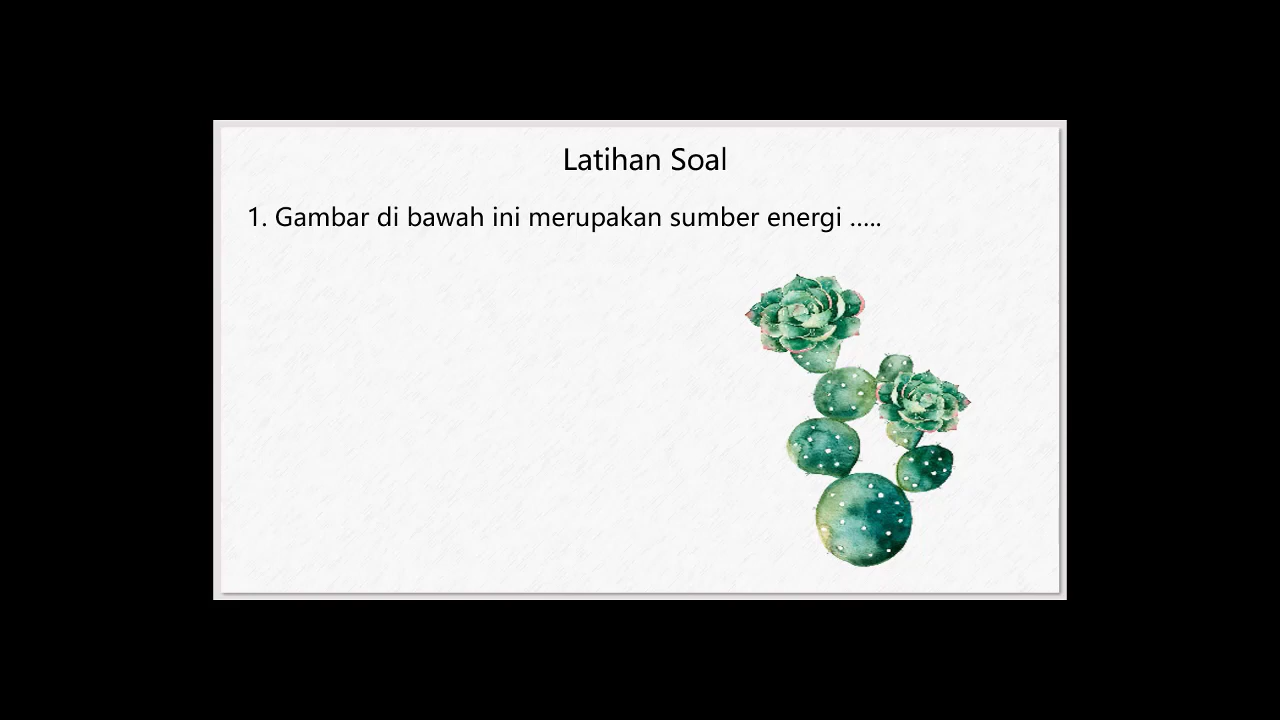 Latihan Soal
1. Gambar di bawah ini merupakan sumber energi .....